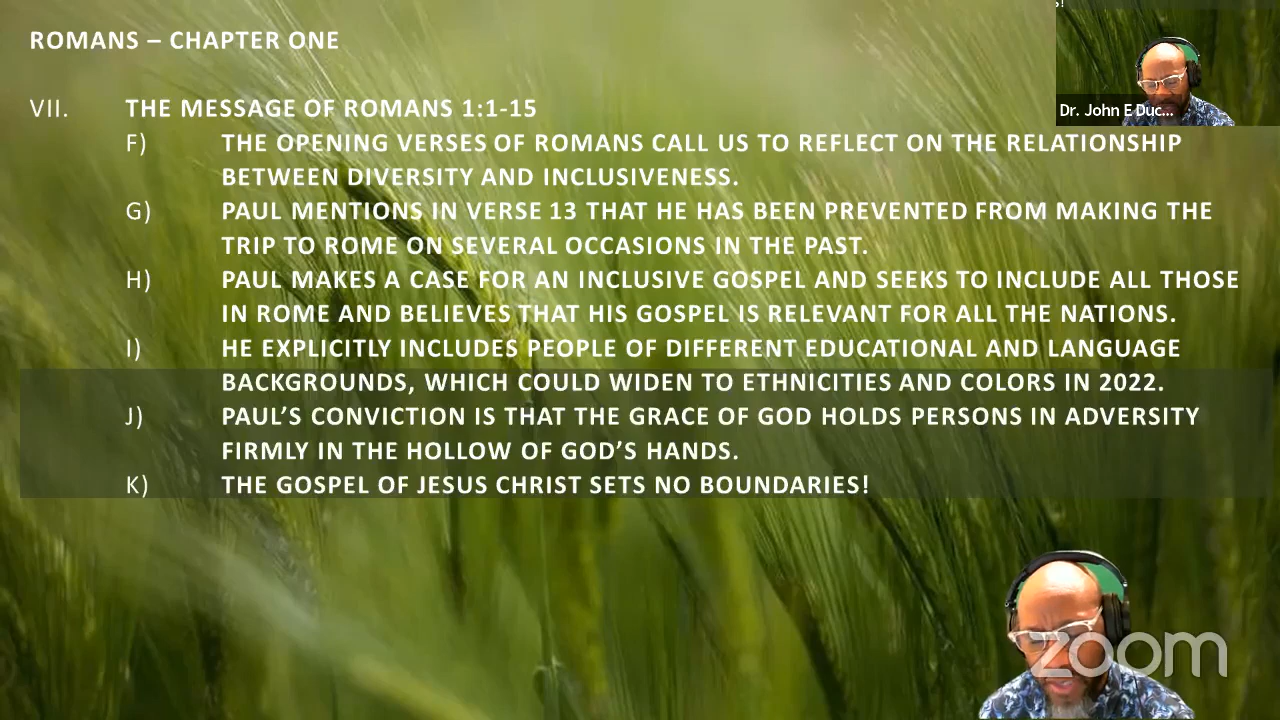 s!
ROMANS – CHAPTER ONE
Dr. John E Duc...
VII. THE MESSAGE OF ROMANS 1:1-15
F) THE OPENING VERSES OF ROMANS CALL US TO REFLECT ON THE RELATIONSHIP
BETWEEN DIVERSITY AND INCLUSIVENESS.
G) PAUL MENTIONS IN VERSE 13 THAT HE HAS BEEN PREVENTED FROM MAKING THE
TRIP TO ROME ON SEVERAL OCCASIONS IN THE PAST.
H) PAUL MAKES A CASE FOR AN INCLUSIVE GOSPEL AND SEEKS TO INCLUDE ALL THOSE
IN ROME AND BELIEVES THAT HIS GOSPEL IS RELEVANT FOR ALL THE NATIONS.
I) HE EXPLICITLY INCLUDES PEOPLE OF DIFFERENT EDUCATIONAL AND LANGUAGE
BACKGROUNDS, WHICH COULD WIDEN TO ETHNICITIES AND COLORS IN 2022.
J) PAUL’S CONVICTION IS THAT THE GRACE OF GOD HOLDS PERSONS IN ADVERSITY
FIRMLY IN THE HOLLOW OF GOD’S HANDS.
K) THE GOSPEL OF JESUS CHRIST SETS NO BOUNDARIES!
zoom